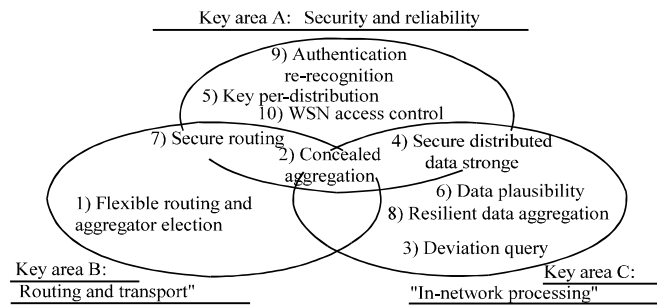 Key area A: Security and reliability
9) Authentication
re-recognition
5) Key per-distribution
10) WSN access control
7) Secure routing
4) Secure distributed
data stronge
2) Concealed
aggregation
6) Data plausibility
1) Flexible routing and
aggregator election
8) Resilient data aggregation
3) Deviation query
Key area B:
Routing and transport"
Key area C:
"In-network processing"